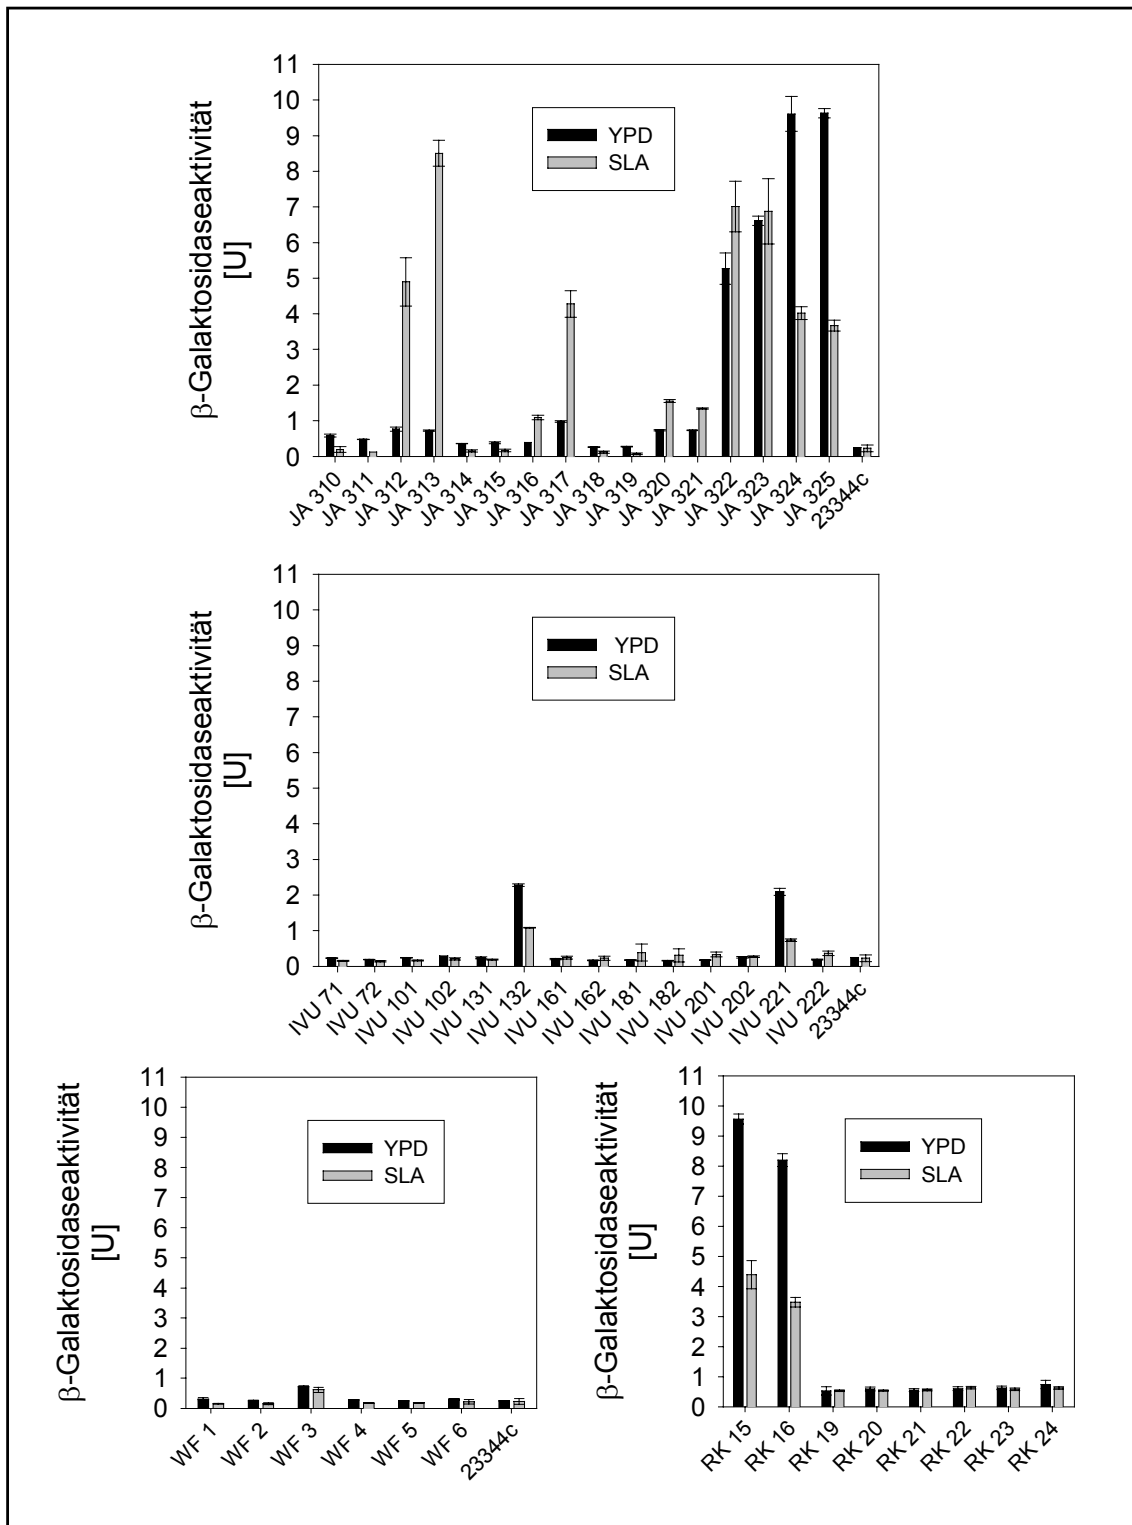 β-Galaktosidaseaktivität
[U]
11
10
9
8
7
6
5
4
3
2
1
0
YPD
SLA
JA 310
JA 311
JA 312
JA 313
JA 314
JA 315
JA 316
JA 317
JA 318
JA 319
JA 320
JA 321
JA 322
JA 323
JA 324
JA 325
23344c
β-Galaktosidaseaktivität
[U]
11
10
9
8
7
6
5
4
3
2
1
0
YPD
SLA
IVU 71
IVU 72
IVU 101
IVU 102
IVU 131
IVU 132
IVU 161
IVU 162
IVU 181
IVU 182
IVU 201
IVU 202
IVU 221
IVU 222
23344c
β-Galaktosidaseaktivität
[U]
11
10
9
8
7
6
5
4
3
2
1
0
YPD
SLA
WF 1
WF 2
WF 3
WF 4
WF 5
WF 6
23344c
β-Galaktosidaseaktivität
[U]
11
10
9
8
7
6
5
4
3
2
1
0
YPD
SLA
RK 15
RK 16
RK 19
RK 20
RK 21
RK 22
RK 23
RK 24